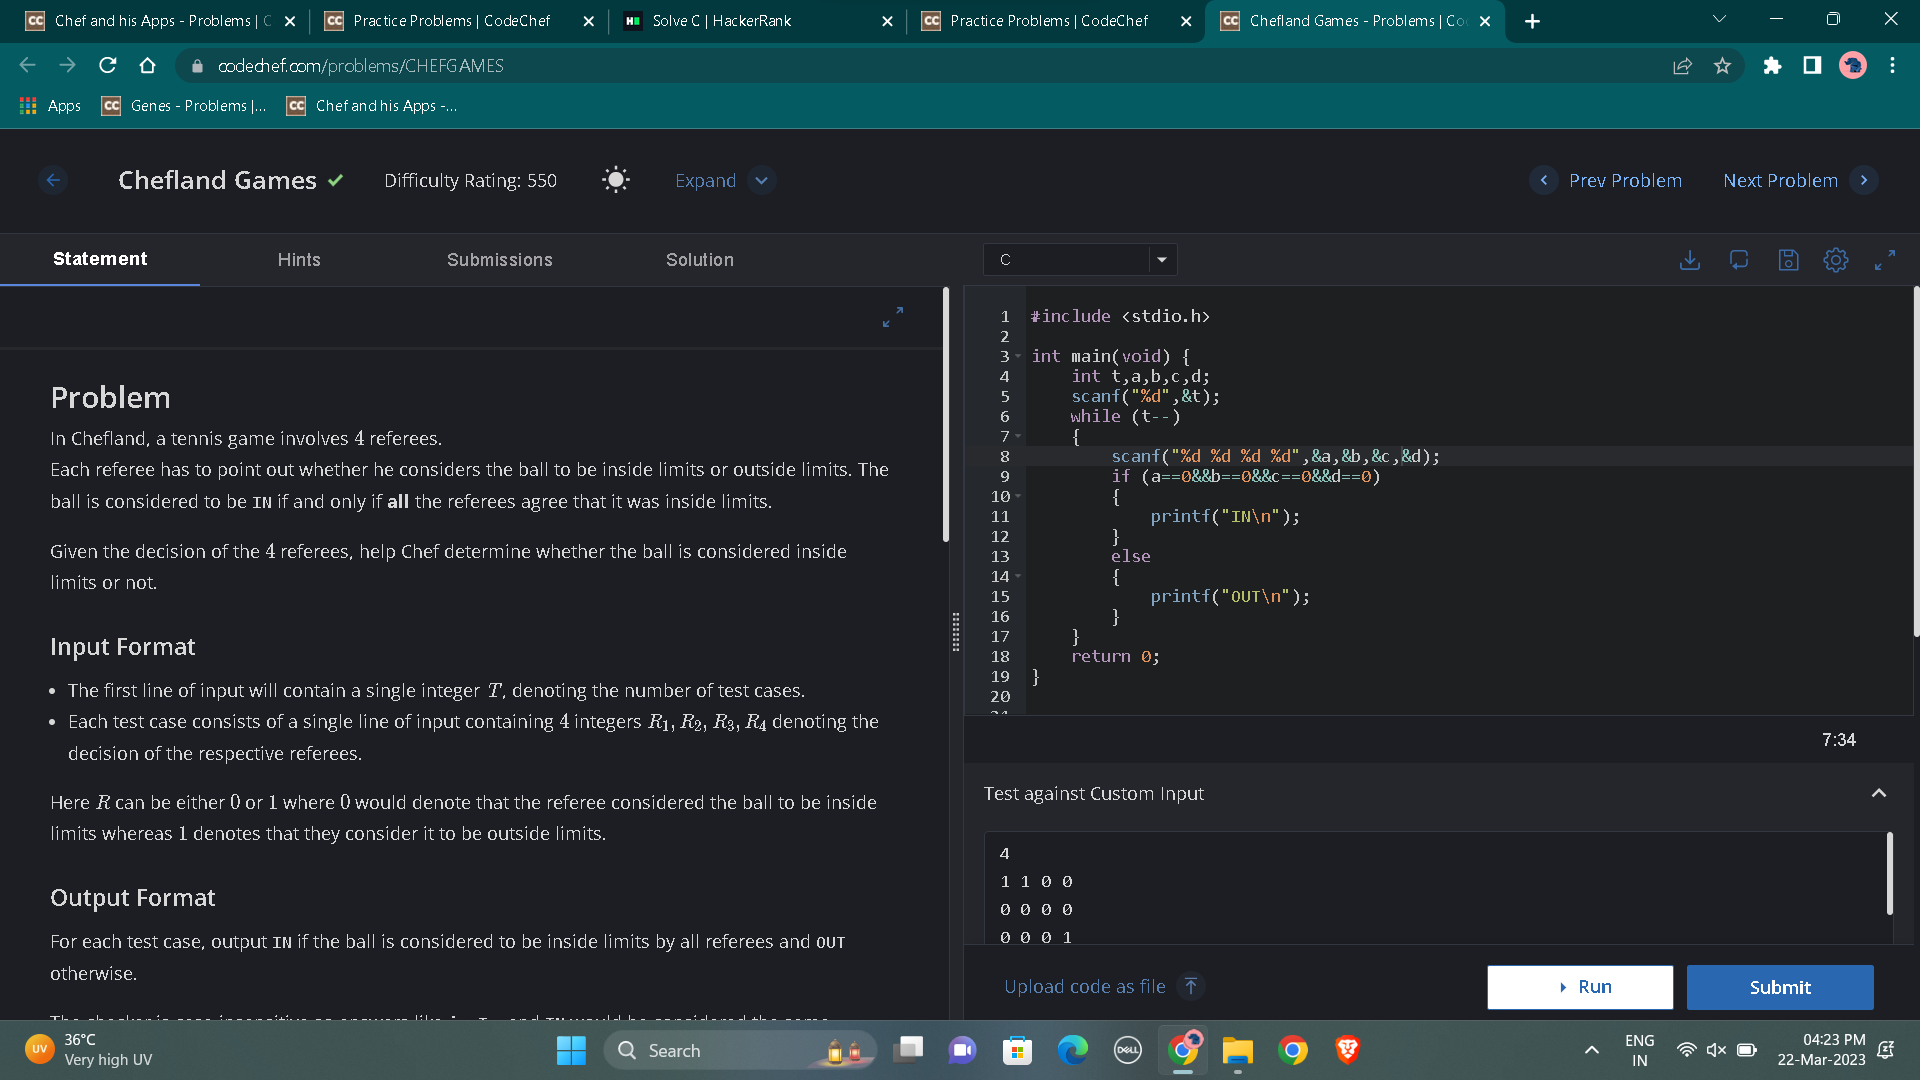 Chef and his Apps - Problems | C
Practice Problems | CodeChef
Solve C | HackerRank
Practice Problems | CodeChef
Chefland Games - Problems | Co
codechef.com/problems/CHEFGAMES
Apps
Genes - Problems |...
Chef and his Apps -...
Chefland Games
Difficulty Rating: 550
Expand
Prev Problem
Next Problem
Statement
Hints
Submissions
Solution
C
Problem
In Chefland, a tennis game involves 4 referees.
Each referee has to point out whether he considers the ball to be inside limits or outside limits. The
ball is considered to be IN if and only if all the referees agree that it was inside limits.
Given the decision of the 4 referees, help Chef determine whether the ball is considered inside
limits or not.
Input Format
• The first line of input will contain a single integer T, denoting the number of test cases.
• Each test case consists of a single line of input containing 4 integers R1, R2, R3, R4 denoting the
decision of the respective referees.
Here R can be either 0 or 1 where 0 would denote that the referee considered the ball to be inside
limits whereas 1 denotes that they consider it to be outside limits.
Output Format
For each test case, output IN if the ball is considered to be inside limits by all referees and OUT
otherwise.
1 #include <stdio.h>
2
3 int main(void) {
4 int t,a,b,c,d;
5 scanf("%d",&t);
6 while (t--)
7 {
8 scanf("%d %d %d %d",&a,&b,&c,&d);
9 if (a==0&&b==0&&c==0&&d==0)
10 {
11 printf("IN\n");
12 }
13 else
14 {
15 printf("OUT\n");
16 }
17 }
18 return 0;
19 }
20
7:34
Test against Custom Input
4
1 1 0 0
0 0 0 0
0 0 0 1
Upload code as file
Run
Submit
UV
36°C
Very high UV
Search
DELL
ENG
IN
04:23 PM
22-Mar-2023